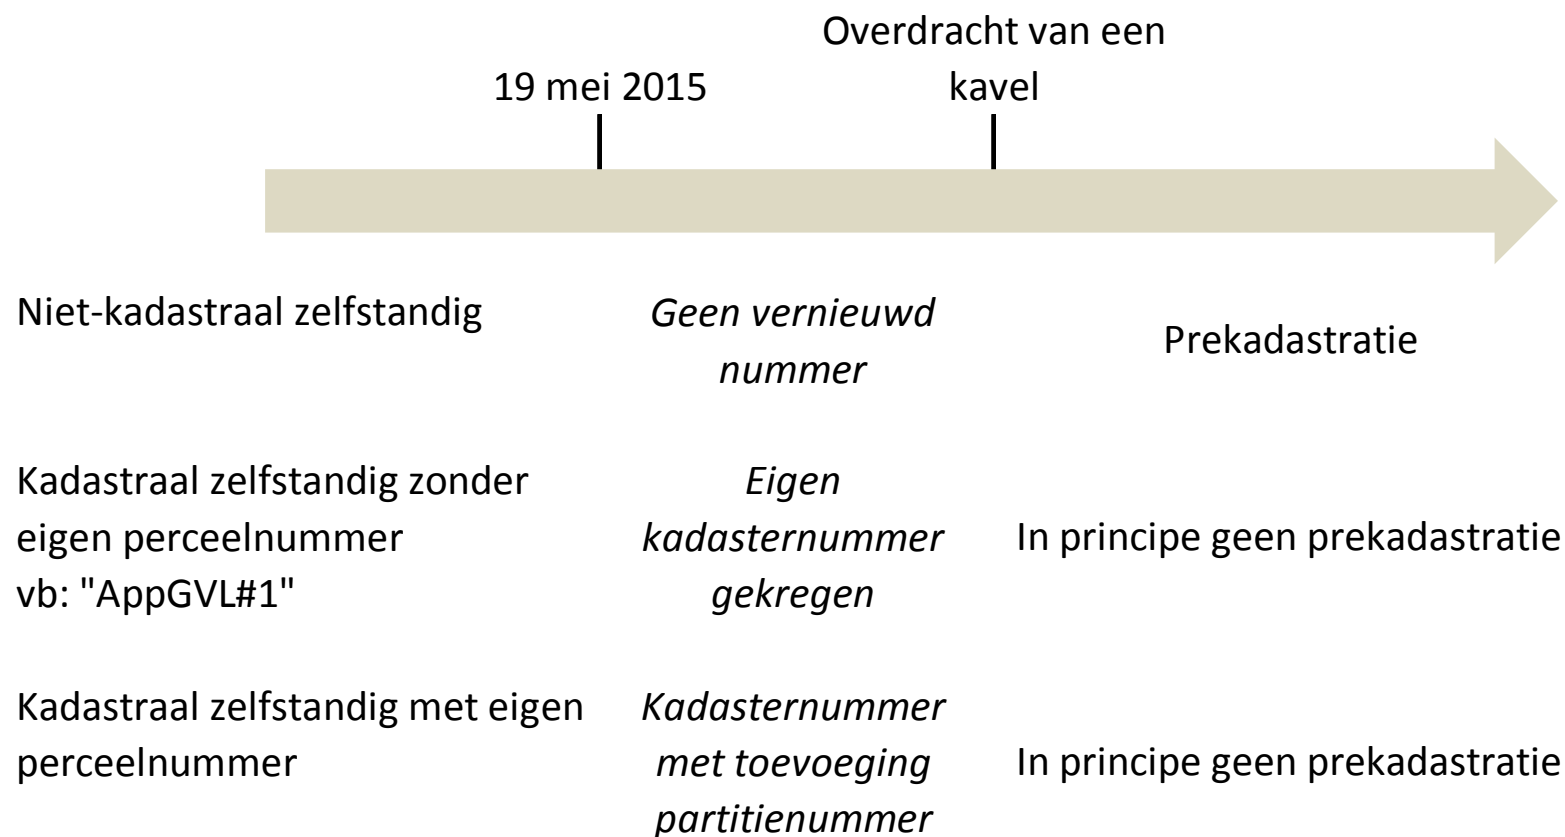 Overdracht van een
kavel
19 mei 2015
Niet-kadastraal zelfstandig
Geen vernieuwd
nummer
Prekadastratie
Kadastraal zelfstandig zonder
eigen perceelnummer
vb: "AppGVL#1"
Eigen
kadasternummer
gekregen
In principe geen prekadastratie
Kadastraal zelfstandig met eigen
perceelnummer
Kadasternummer
met toevoeging
partitienummer
In principe geen prekadastratie